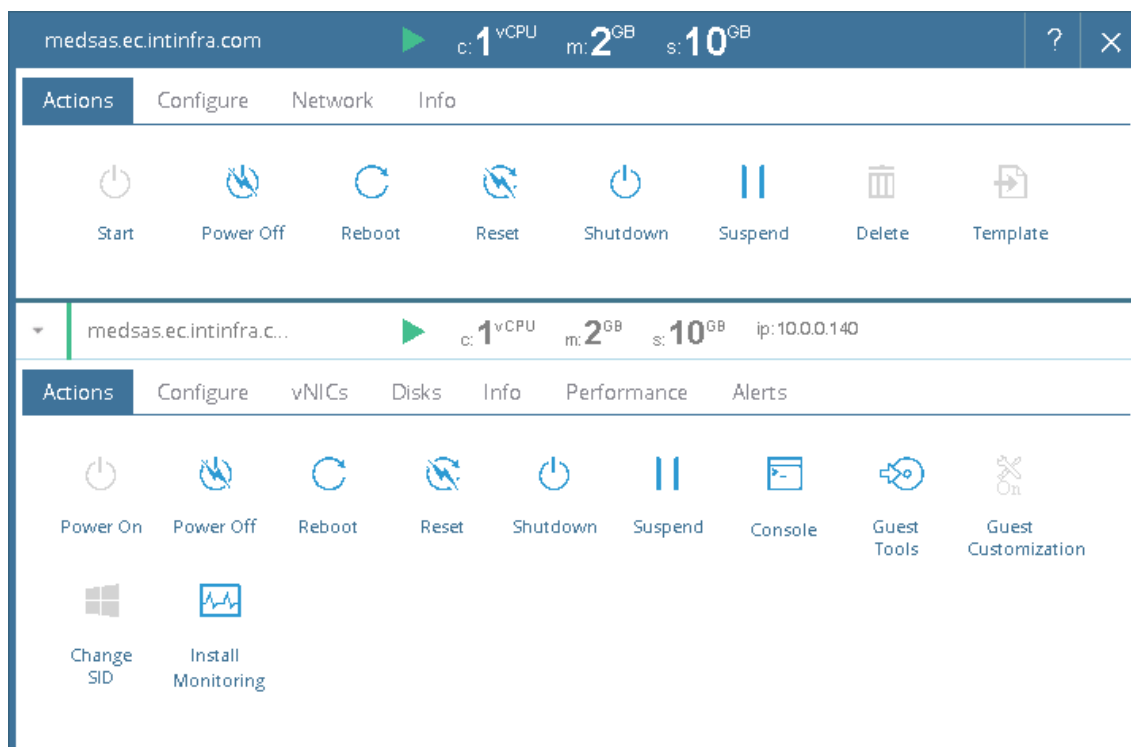 medsas.ec.intinfra.com c:1 vCPU m:2 GB s:10 GB ? ×
Actions Configure Network Info
Start Power Off Reboot Reset Shutdown Suspend Delete Template
medsas.ec.intinfra.c... c:1 vCPU m:2 GB s:10 GB ip:10.0.0.140
Actions Configure vNICs Disks Info Performance Alerts
On
Power On Power Off Reboot Reset Shutdown Suspend Console Guest Guest
Tools Customization
Change Install
SID Monitoring